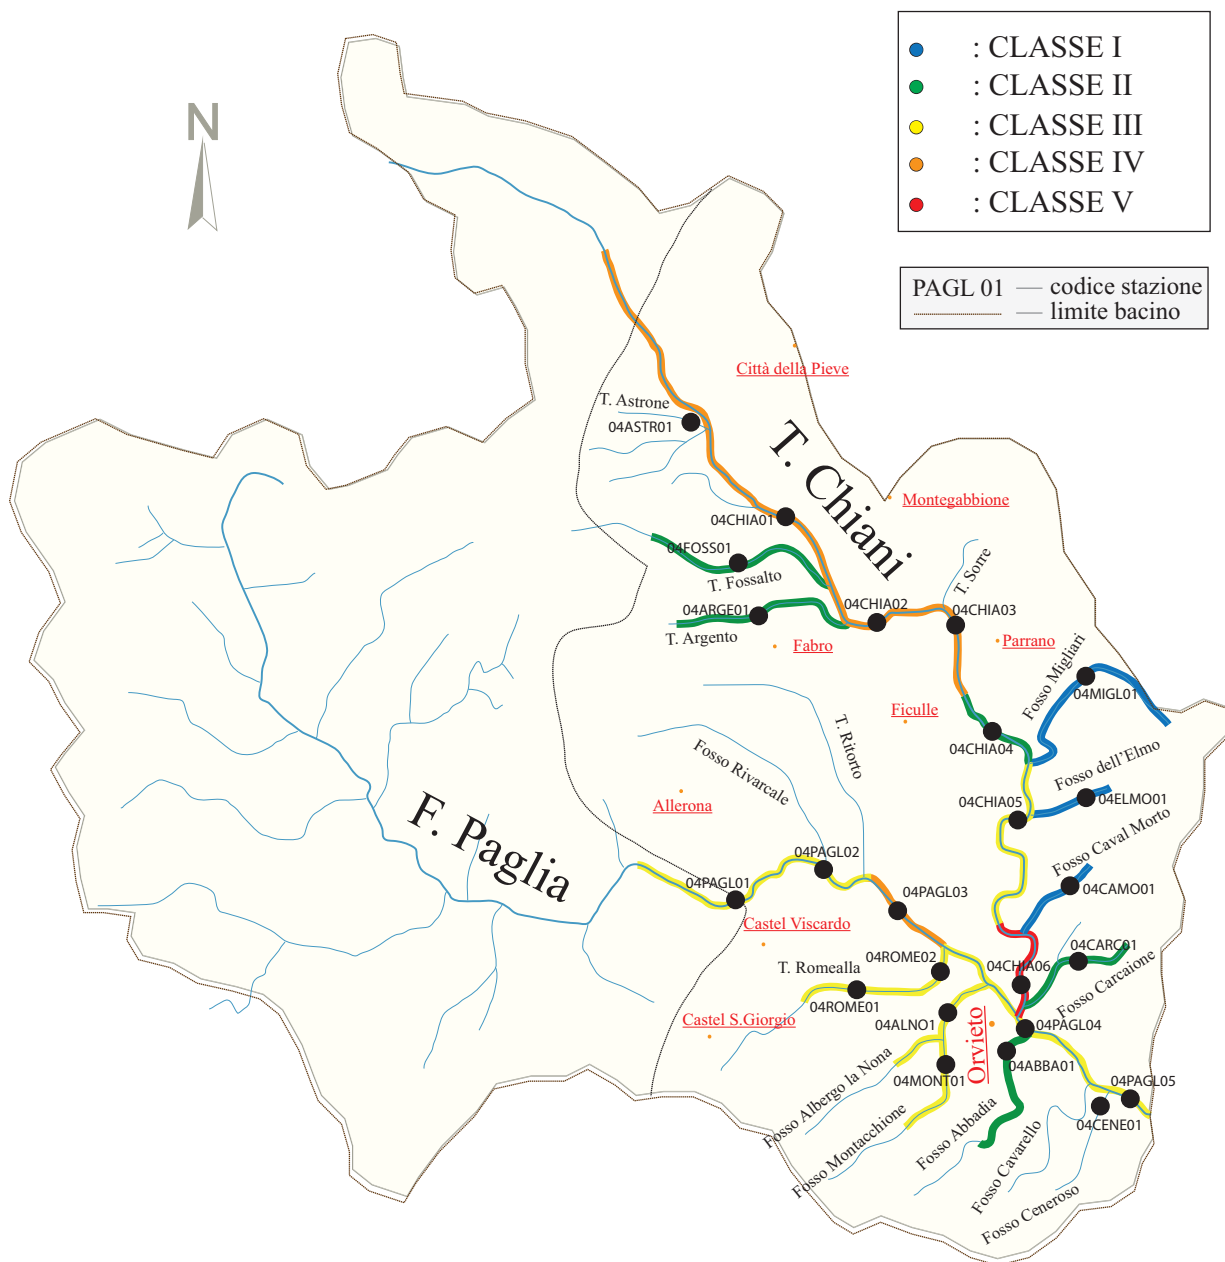 N
: CLASSE I
: CLASSE II
: CLASSE III
: CLASSE IV
: CLASSE V
PAGL 01
codice stazione
limite bacino
Città della Pieve
T. Astrone
04ASTR01
T. Chiani
Montegabbione
04CHIA01
04FOSS01
T. Fossalto
T. Sorre
04ARGE01
04CHIA02
04CHIA03
T. Argento
Fabro
Parrano
Fosso Migliari
04MIGL01
Ficulle
T. Ritorto
04CHIA04
Fosso dell'Elmo
Fosso Rivarcale
Allerona
04CHIA05
04ELMO01
F. Paglia
Fosso Caval Morto
04PAGL02
04PAGL01
04PAGL03
04CAMO01
Castel Viscardo
04ROME02
04CARC01
T. Romealla
04CHIA06
Fosso Carcaione
04ROME01
Castel S.Giorgio
04ALNO1
Orvieto
04PAGL04
04ABBA01
Fosso Albergo la Nona
04MONT01
04PAGL05
04CENE01
Fosso Montacchione
Fosso Abbadia
Fosso Cavarello
Fosso Ceneroso